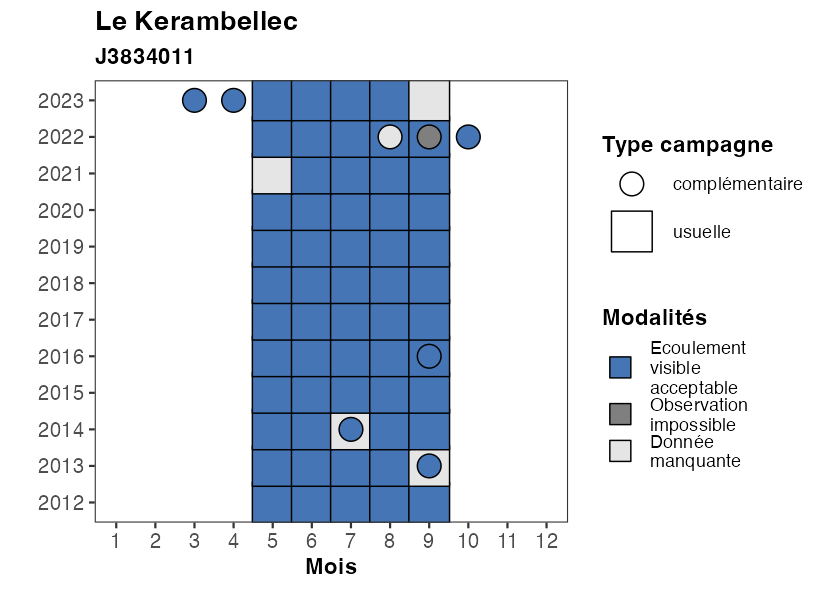 Le Kerambellec
J3834011
2023
2022
2021
2020
2019
2018
2017
2016
2015
2014
2013
2012
1 2 3 4 5 6 7 8 9 10 11 12
Mois
Type campagne
complémentaire
usuelle
Modalités
Ecoulement
visible
acceptable
Observation
impossible
Donnée
manquante